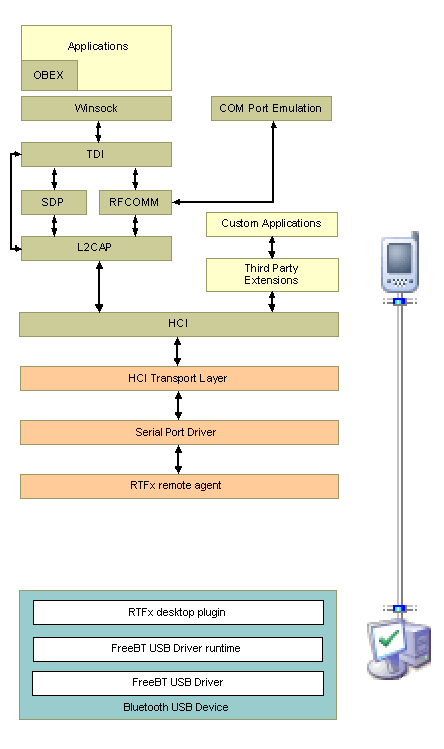 Applications
OBEX
Winsock
COM Port Emulation
TDI
SDP
RFCOMM
Custom Applications
L2CAP
Third Party
Extensions
HCI
HCI Transport Layer
Serial Port Driver
RTFx remote agent
RTFx desktop plugin
FreeBT USB Driver runtime
FreeBT USB Driver
Bluetooth USB Device